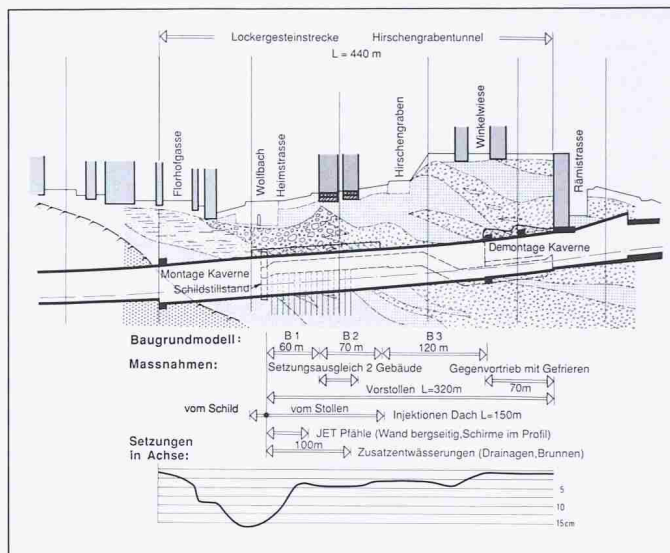 Lockergesteinstrecke Hirschengrabentunnel
L = 440 m
Florhofgasse
Wolfbach
Heimstrasse
Hirschengraben
Winkelwiese
Rämistrasse
Montage Kaverne
Schildstillstand
Demontage Kaverne
Baugrundmodell:
B 1
60 m
B 2
70 m
B 3
120 m
Massnahmen:
Setzungsausgleich 2 Gebäude
Gegenvortrieb mit Gefrieren
70m
Vorstollen L=320m
vom Schild
vom Stollen
Injektionen Dach L=150m
JET Pfähle (Wand bergseitig, Schirme im Profil)
100m
Zusatzentwässerungen (Drainagen, Brunnen)
Setzungen
in Achse:
5
10
15cm